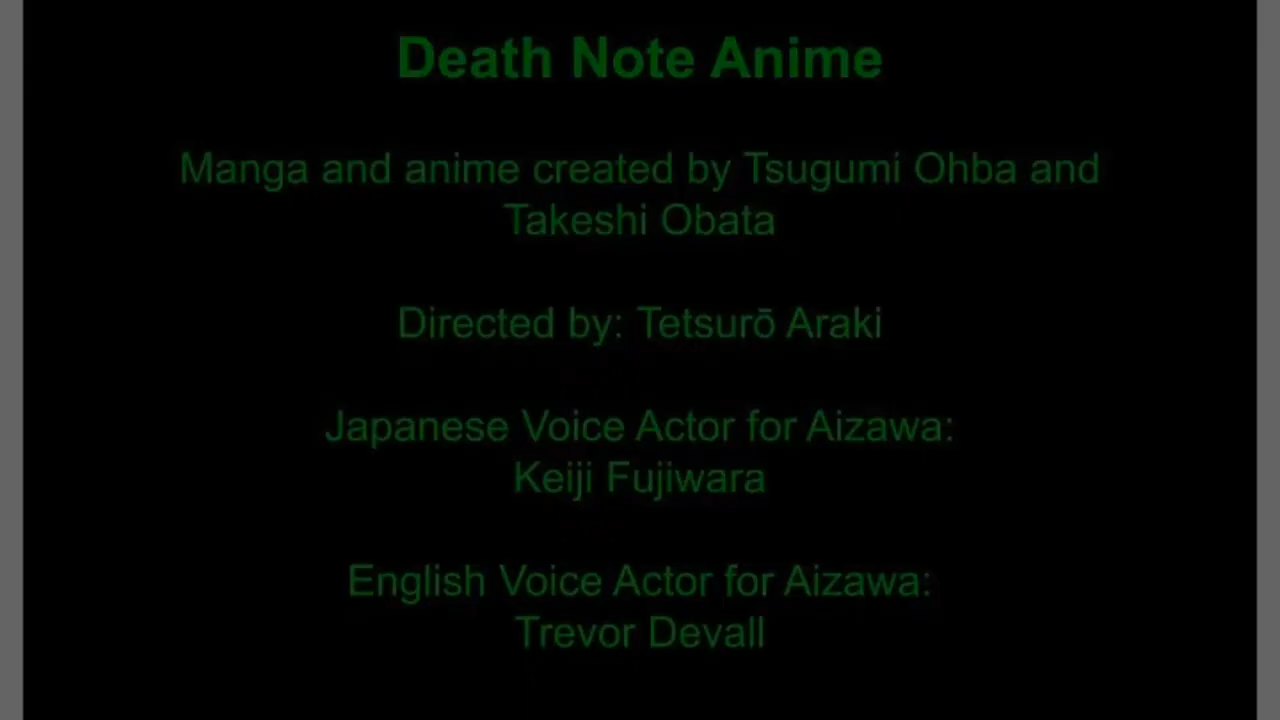 Death Note Anime
Manga and anime created by Tsugumi Ohba and
Takeshi Obata
Directed by: Tetsurō Araki
Japanese Voice Actor for Aizawa:
Keiji Fujiwara
English Voice Actor for Aizawa:
Trevor Devall